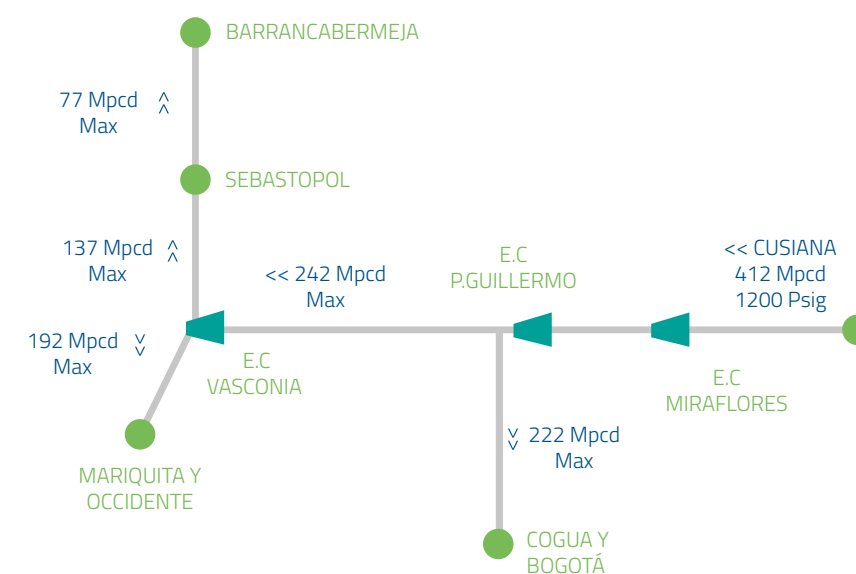 BARRANCABERMEJA
77 Mpcd
Max
SEBASTOPOL
137 Mpcd
Max
<< 242 Mpcd
Max
E.C
P.GUILLERMO
<< CUSIANA
412 Mpcd
1200 Psig
192 Mpcd
Max
E.C
VASCONIA
E.C
MIRAFLORES
<< 222 Mpcd
Max
MARIQUITA Y
OCCIDENTE
COGUA Y
BOGOTÁ